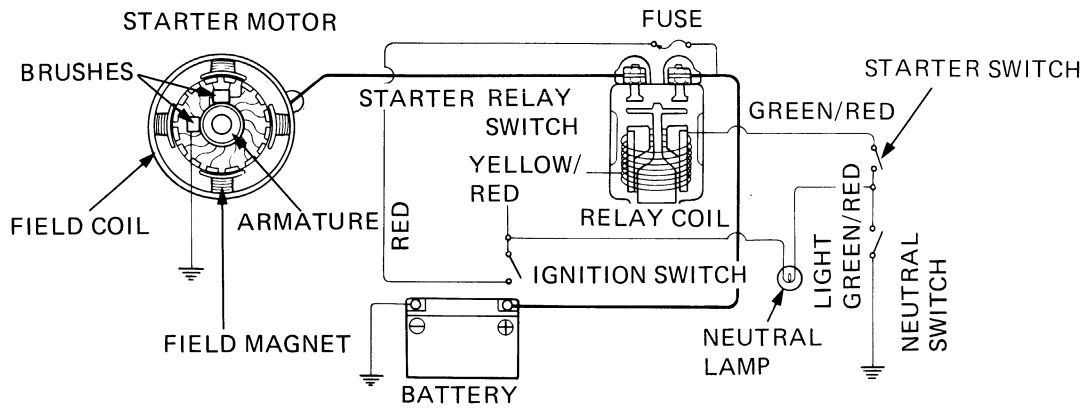 FUSE
STARTER MOTOR
BRUSHES
STARTER SWITCH
STARTER RELAY
SWITCH
GREEN/RED
YELLOW/
RED
FIELD COIL
ARMATURE
RED
RELAY COIL
LIGHT
GREEN/RED
IGNITION SWITCH
NEUTRAL
SWITCH
FIELD MAGNET
NEUTRAL
LAMP
BATTERY